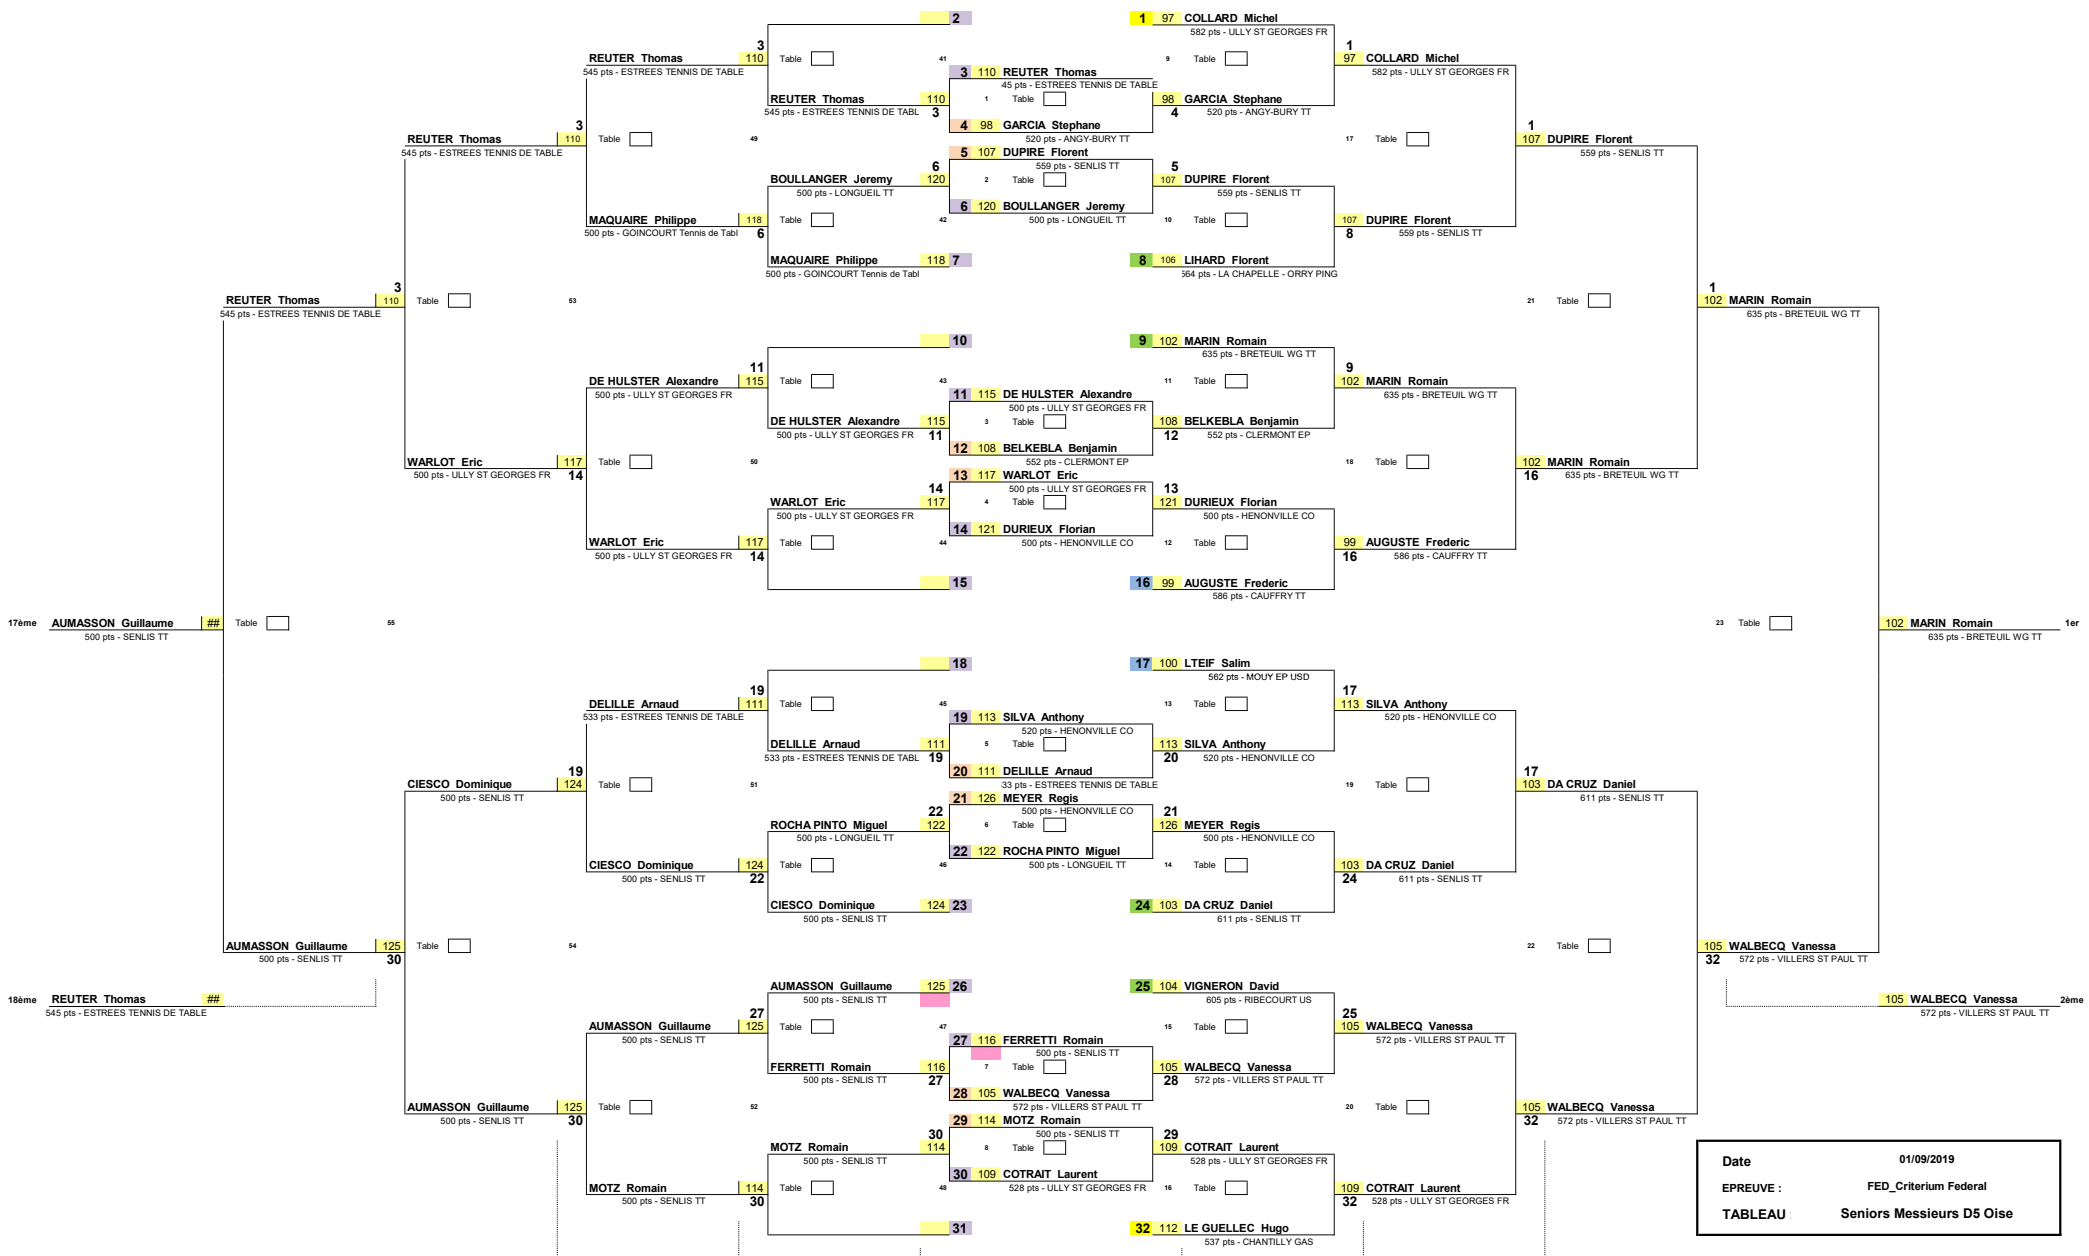 2
1 97 COLLARD Michel
582 pts - ULLY ST GEORGES FR
3
1
REUTER Thomas 110 Table 41 9 Table 97 COLLARD Michel
545 pts - ESTREES TENNIS DE TABLE
582 pts - ULLY ST GEORGES FR
3 110 REUTER Thomas
45 pts - ESTREES TENNIS DE TABLE
REUTER Thomas 110 1 Table 98 GARCIA Stephane
545 pts - ESTREES TENNIS DE TABL 3
4 520 pts - ANGY-BURY TT
4 98 GARCIA Stephane
520 pts - ANGY-BURY TT
3
1
REUTER Thomas 110 Table 49 17 Table 107 DUPIRE Florent
545 pts - ESTREES TENNIS DE TABLE
559 pts - SENLIS TT
5 107 DUPIRE Florent
559 pts - SENLIS TT
6
5
BOULLANGER Jeremy 120 2 Table 107 DUPIRE Florent
500 pts - LONGUEIL TT
559 pts - SENLIS TT
6 120 BOULLANGER Jeremy
500 pts - LONGUEIL TT
MAQUAIRE Philippe 118 Table 42 10 Table 107 DUPIRE Florent
500 pts - GOINCOURT Tennis de Tabl 6
8 559 pts - SENLIS TT
MAQUAIRE Philippe 118 7
500 pts - GOINCOURT Tennis de Tabl
8 106 LIHARD Florent
564 pts - LA CHAPELLE - ORRY PING
3
1
REUTER Thomas 110 Table 53 21 Table 102 MARIN Romain
545 pts - ESTREES TENNIS DE TABLE
635 pts - BRETEUIL WG TT
10
9 102 MARIN Romain
635 pts - BRETEUIL WG TT
11
9
DE HULSTER Alexandre 115 Table 43 11 Table 102 MARIN Romain
500 pts - ULLY ST GEORGES FR
635 pts - BRETEUIL WG TT
11 115 DE HULSTER Alexandre
500 pts - ULLY ST GEORGES FR
DE HULSTER Alexandre 115 3 Table 108 BELKEBLA Benjamin
500 pts - ULLY ST GEORGES FR 11
12 552 pts - CLERMONT EP
12 108 BELKEBLA Benjamin
552 pts - CLERMONT EP
WARLOT Eric 117 Table 50 18 Table 102 MARIN Romain
500 pts - ULLY ST GEORGES FR 14
16 635 pts - BRETEUIL WG TT
13 117 WARLOT Eric
500 pts - ULLY ST GEORGES FR
14
13
WARLOT Eric 117 4 Table 121 DURIEUX Florian
500 pts - ULLY ST GEORGES FR
500 pts - HENONVILLE CO
14 121 DURIEUX Florian
500 pts - HENONVILLE CO
WARLOT Eric 117 Table 44 12 Table 99 AUGUSTE Frederic
500 pts - ULLY ST GEORGES FR 14
16 586 pts - CAUFFRY TT
15
16 99 AUGUSTE Frederic
586 pts - CAUFFRY TT
17ème AUMASSON Guillaume ## Table 55 23 Table 102 MARIN Romain 1er
500 pts - SENLIS TT
635 pts - BRETEUIL WG TT
18
17 100 LTEIF Salim
562 pts - MOUY EP USD
19
17
DELILLE Arnaud 111 Table 45 13 Table 113 SILVA Anthony
533 pts - ESTREES TENNIS DE TABLE
520 pts - HENONVILLE CO
19 113 SILVA Anthony
520 pts - HENONVILLE CO
DELILLE Arnaud 111 5 Table 113 SILVA Anthony
533 pts - ESTREES TENNIS DE TABL 19
20 520 pts - HENONVILLE CO
20 111 DELILLE Arnaud
33 pts - ESTREES TENNIS DE TABLE
19
17
CIESCO Dominique 124 Table 51 19 Table 103 DA CRUZ Daniel
500 pts - SENLIS TT
611 pts - SENLIS TT
21 126 MEYER Regis
500 pts - HENONVILLE CO
22
21
ROCHA PINTO Miguel 122 6 Table 126 MEYER Regis
500 pts - LONGUEIL TT
500 pts - HENONVILLE CO
22 122 ROCHA PINTO Miguel
500 pts - LONGUEIL TT
CIESCO Dominique 124 Table 46 14 Table 103 DA CRUZ Daniel
500 pts - SENLIS TT 22
24 611 pts - SENLIS TT
CIESCO Dominique 124 23
500 pts - SENLIS TT
24 103 DA CRUZ Daniel
611 pts - SENLIS TT
AUMASSON Guillaume 125 Table 54 22 Table 105 WALBECQ Vanessa
500 pts - SENLIS TT 30
32 572 pts - VILLERS ST PAUL TT
AUMASSON Guillaume 125 26
500 pts - SENLIS TT
25 104 VIGNERON David
605 pts - RIBECOURT US
18ème REUTER Thomas ##
545 pts - ESTREES TENNIS DE TABLE
105 WALBECQ Vanessa 2ème
572 pts - VILLERS ST PAUL TT
27
25
AUMASSON Guillaume 125 Table 47 15 Table 105 WALBECQ Vanessa
500 pts - SENLIS TT
572 pts - VILLERS ST PAUL TT
27 116 FERRETTI Romain
500 pts - SENLIS TT
FERRETTI Romain 116 7 Table 105 WALBECQ Vanessa
500 pts - SENLIS TT 27
28 572 pts - VILLERS ST PAUL TT
28 105 WALBECQ Vanessa
572 pts - VILLERS ST PAUL TT
AUMASSON Guillaume 125 Table 52 20 Table 105 WALBECQ Vanessa
500 pts - SENLIS TT 30
32 572 pts - VILLERS ST PAUL TT
29 114 MOTZ Romain
500 pts - SENLIS TT
30
29
MOTZ Romain 114 8 Table 109 COTRAIT Laurent
500 pts - SENLIS TT
528 pts - ULLY ST GEORGES FR
30 109 COTRAIT Laurent
528 pts - ULLY ST GEORGES FR
MOTZ Romain 114 Table 48 16 Table 109 COTRAIT Laurent
500 pts - SENLIS TT 30
32 528 pts - ULLY ST GEORGES FR
31
32 112 LE GUELLEC Hugo
537 pts - CHANTILLY GAS
Date 01/09/2019
EPREUVE : FED_Criterium Federal
TABLEAU : Seniors Messieurs D5 Oise